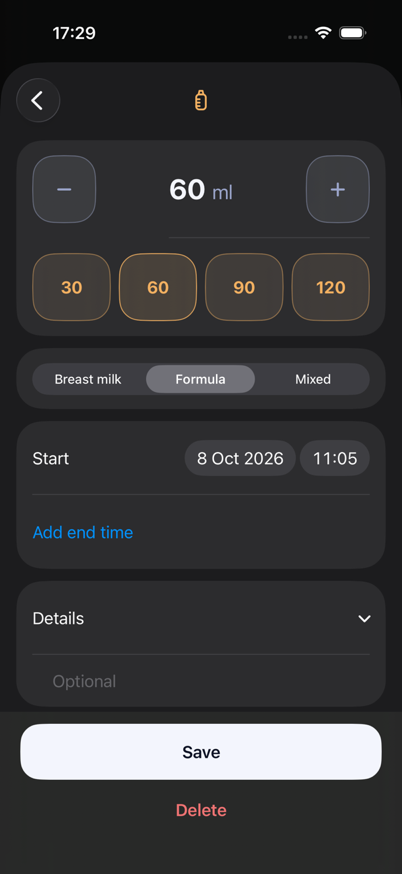 17:29
− 60 ml +
30 60 90 120
Breast milk Formula Mixed
Start 8 Oct 2026 11:05
Add end time
Details
Optional
Save
Delete